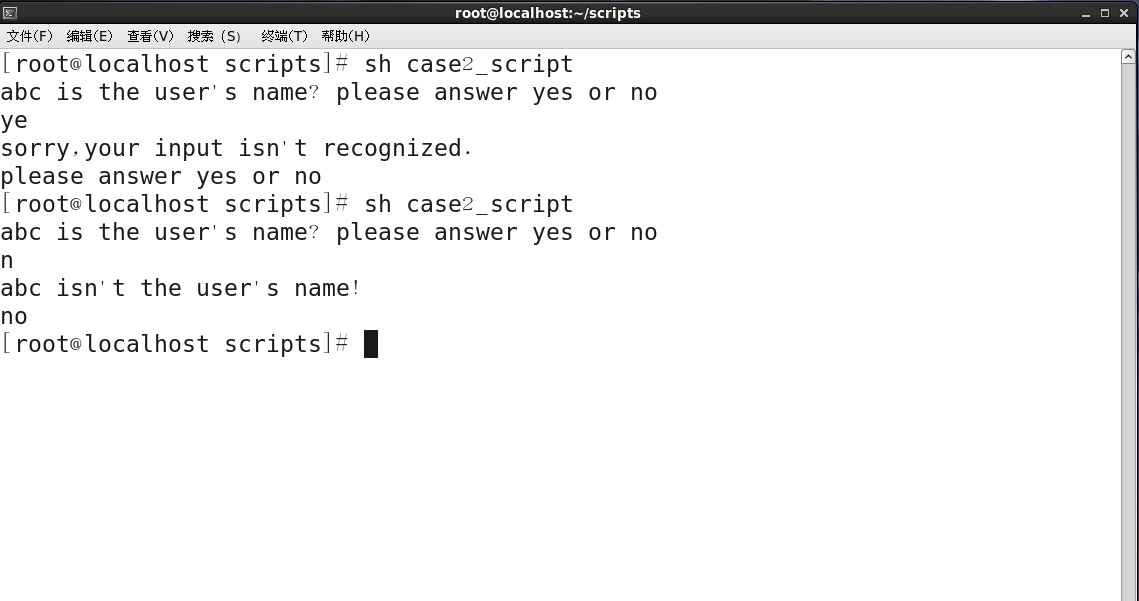 root@localhost:~/scripts
文件(F) 编辑(E) 查看(V) 搜索 (S) 终端(T) 帮助(H)
[root@localhost scripts]# sh case2_script
abc is the user's name? please answer yes or no
ye
sorry,your input isn't recognized.
please answer yes or no
[root@localhost scripts]# sh case2_script
abc is the user's name? please answer yes or no
n
abc isn't the user's name!
no
[root@localhost scripts]#